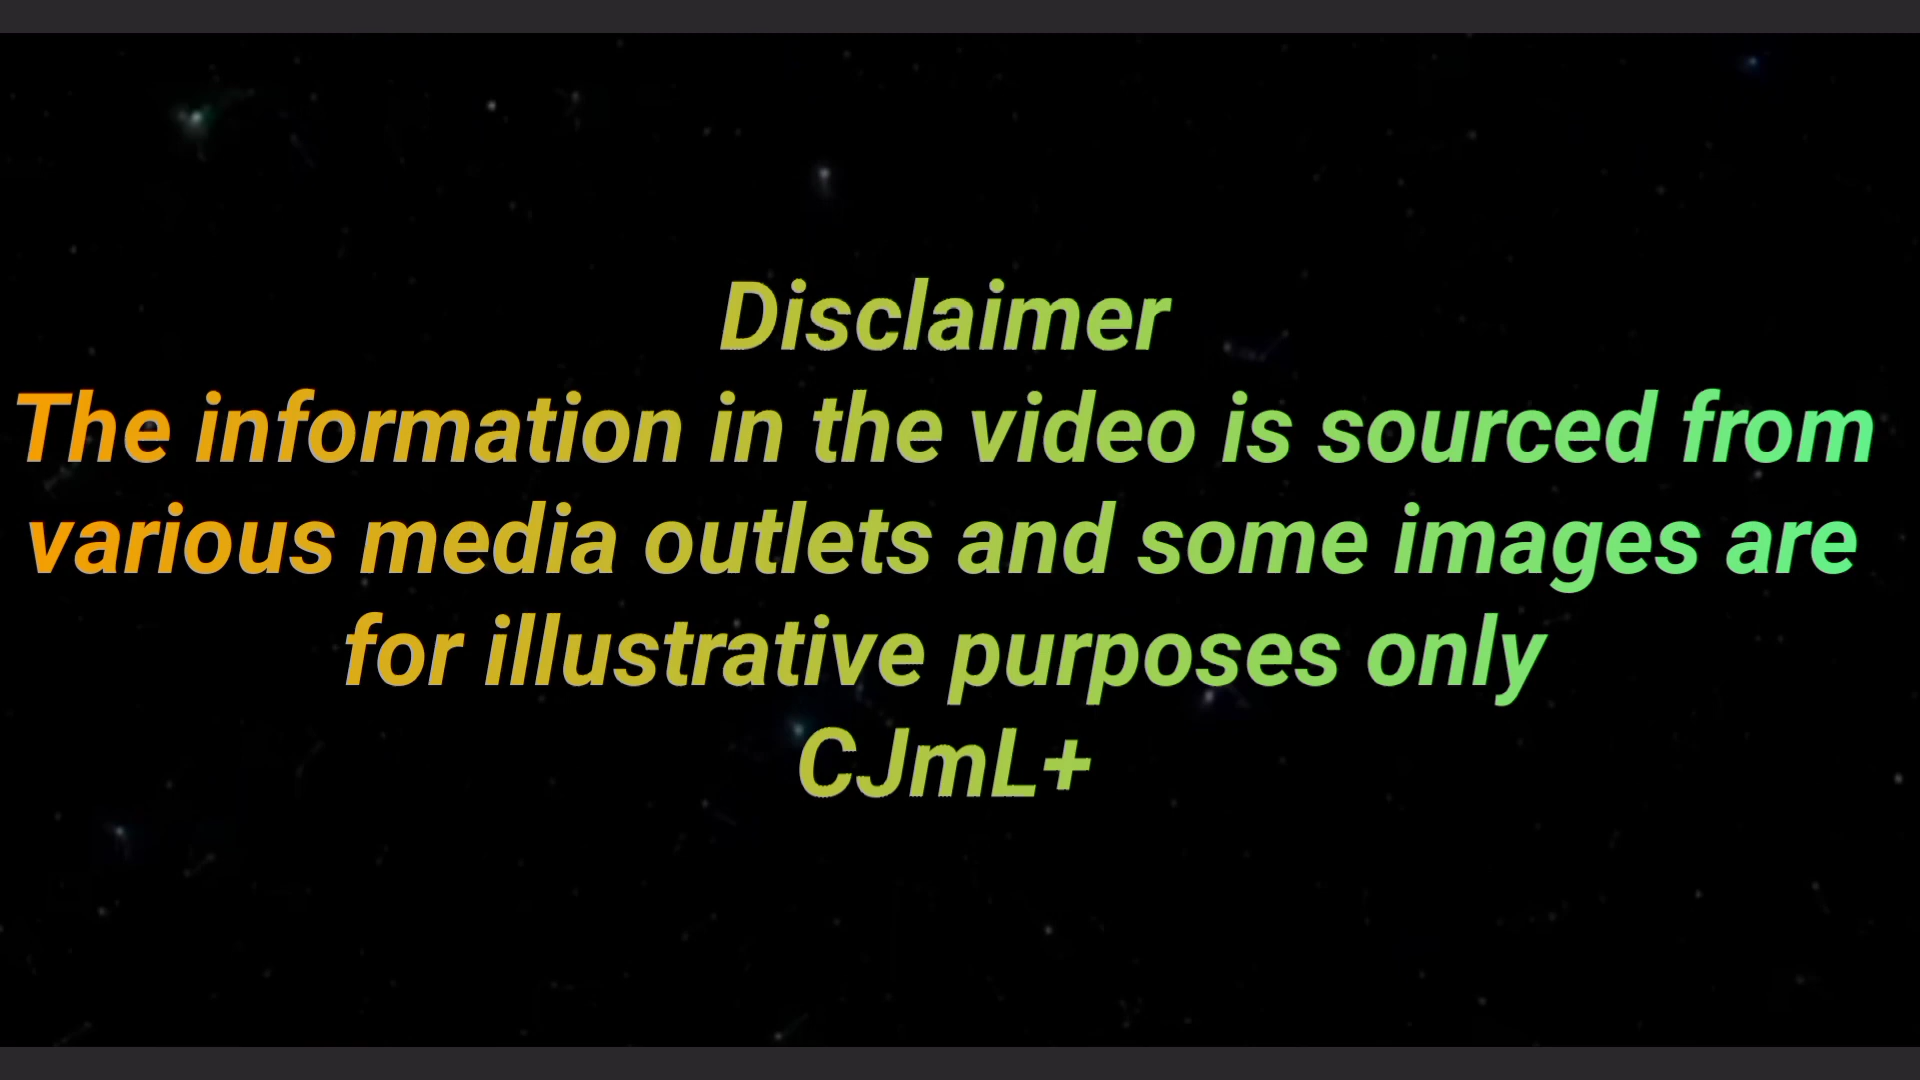 Disclaimer
The information in the video is sourced from
various media outlets and some images are
for illustrative purposes only
CJmL+